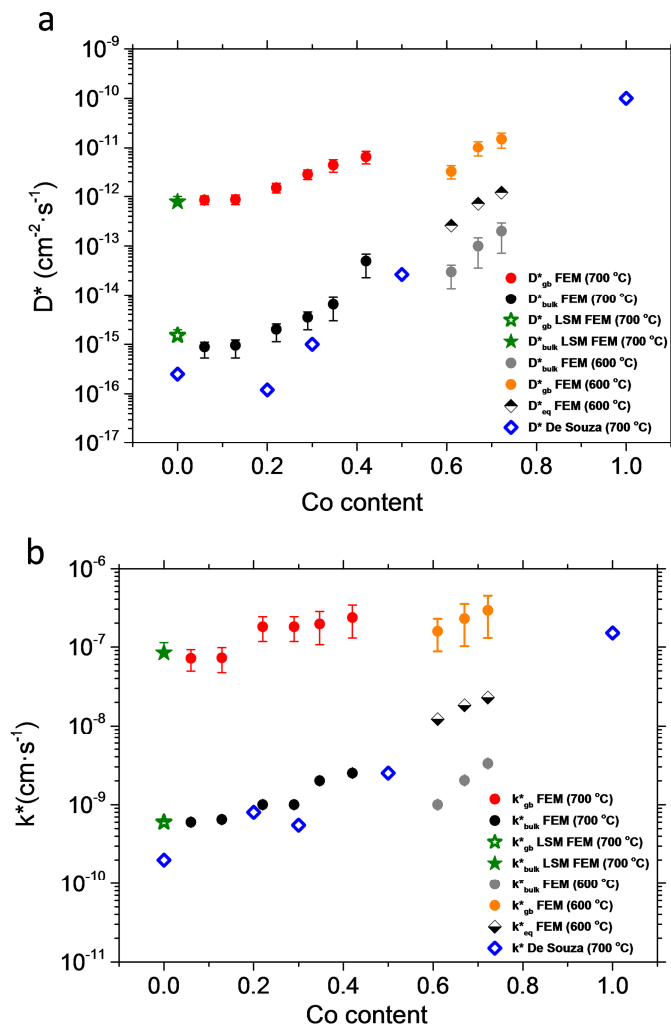 a
10⁻⁹
10⁻¹⁰
10⁻¹¹
10⁻¹²
10⁻¹³
10⁻¹⁴
10⁻¹⁵
10⁻¹⁶
10⁻¹⁷
D* (cm⁻²·s⁻¹)
D*gb FEM (700 °C)
D*bulk FEM (700 °C)
D*gb LSM FEM (700 °C)
D*bulk LSM FEM (700 °C)
D*bulk FEM (600 °C)
D*gb FEM (600 °C)
D*eq FEM (600 °C)
D* De Souza (700 °C)
0.0 0.2 0.4 0.6 0.8 1.0
Co content
b
10⁻⁶
10⁻⁷
10⁻⁸
10⁻⁹
10⁻¹⁰
10⁻¹¹
k*(cm·s⁻¹)
k*gb FEM (700 °C)
k*bulk FEM (700 °C)
k*gb LSM FEM (700 °C)
k*bulk LSM FEM (700 °C)
k*bulk FEM (600 °C)
k*gb FEM (600 °C)
k*eq FEM (600 °C)
k* De Souza (700 °C)
0.0 0.2 0.4 0.6 0.8 1.0
Co content